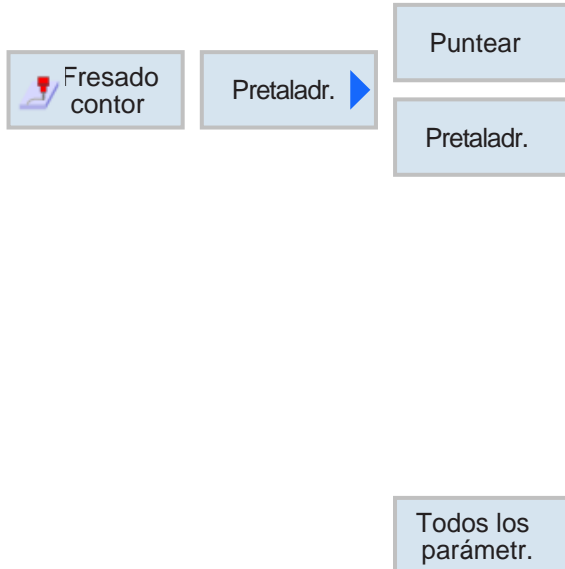 Fresado
contor
Pretaladr.
Puntear
Pretaladr.
Todos los
parámetr.